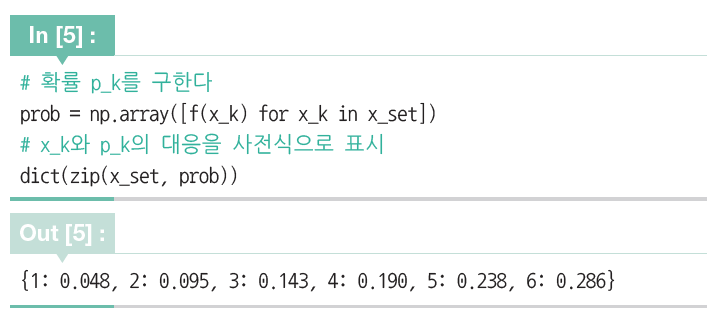 In [5] :
# 확률 p_k를 구한다
prob = np.array([f(x_k) for x_k in x_set])
# x_k와 p_k의 대응을 사전식으로 표시
dict(zip(x_set, prob))
Out [5] :
{1: 0.048, 2: 0.095, 3: 0.143, 4: 0.190, 5: 0.238, 6: 0.286}